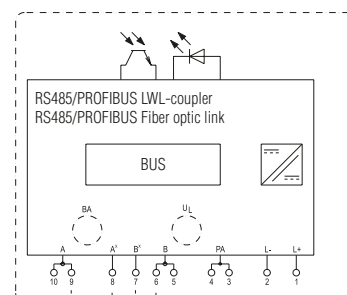 RS485/PROFIBUS LWL-coupler
RS485/PROFIBUS Fiber optic link
BUS
BA UL
A A' B' B PA L- L+
10 9 8 7 6 5 4 3 2 1